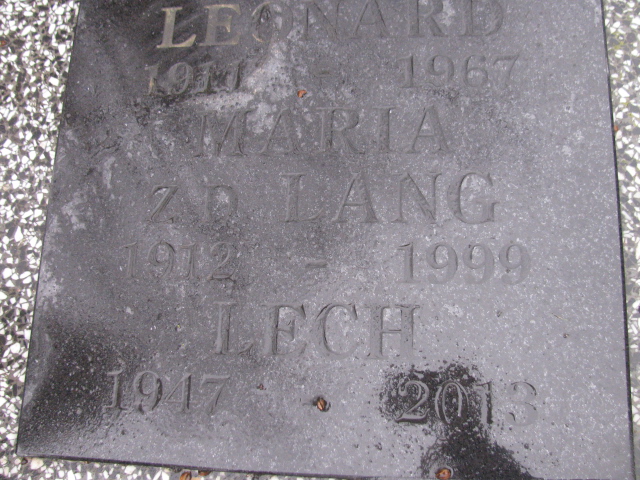 LEONARD
1911 - 1967
MARIA
Z D. LANG
1912 - 1999
LECH
1947 - 2013